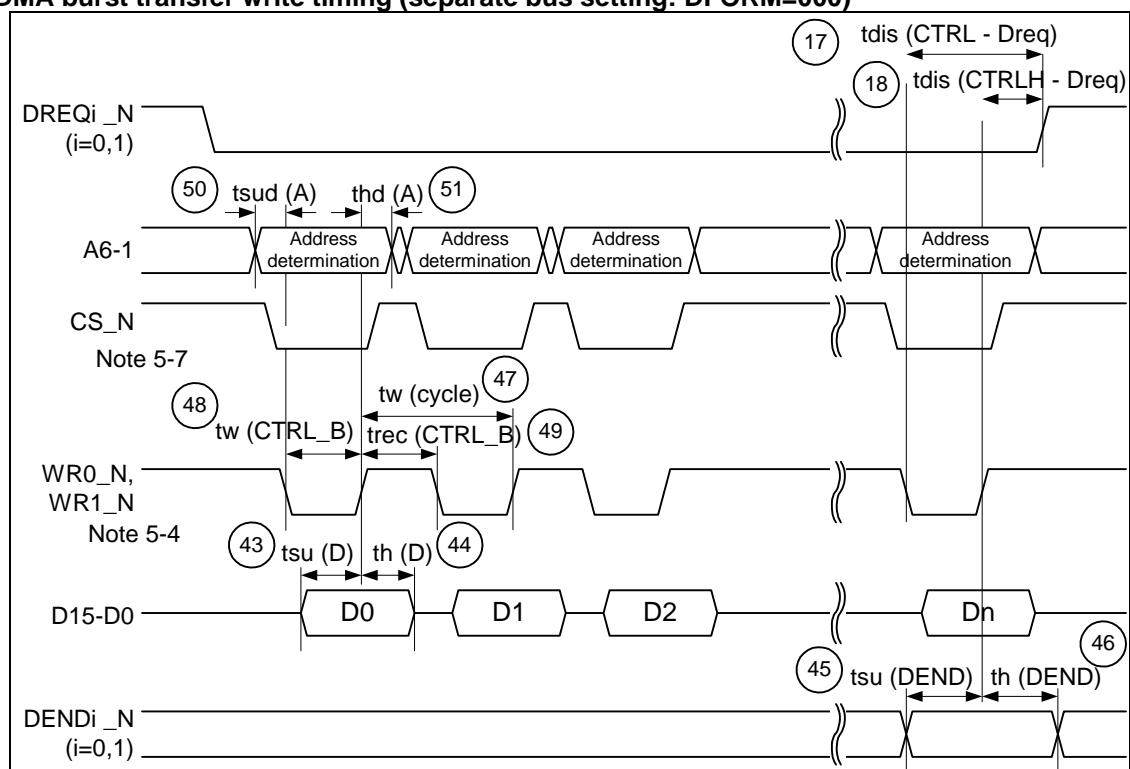 DMA burst transfer write timing (separate bus setting: DFORM=000)
17
tdis (CTRL - Dreq)
18
tdis (CTRLH - Dreq)
DREQi _N
(i=0,1)
50
tsud (A)
thd (A)
51
A6-1
Address
determination
Address
determination
Address
determination
Address
determination
CS_N
Note 5-7
47
tw (cycle)
48
tw (CTRL_B)
trec (CTRL_B)
49
WR0_N,
WR1_N
Note 5-4
43
tsu (D)
th (D)
44
D15-D0
D0
D1
D2
Dn
45
tsu (DEND)
th (DEND)
46
DENDi _N
(i=0,1)